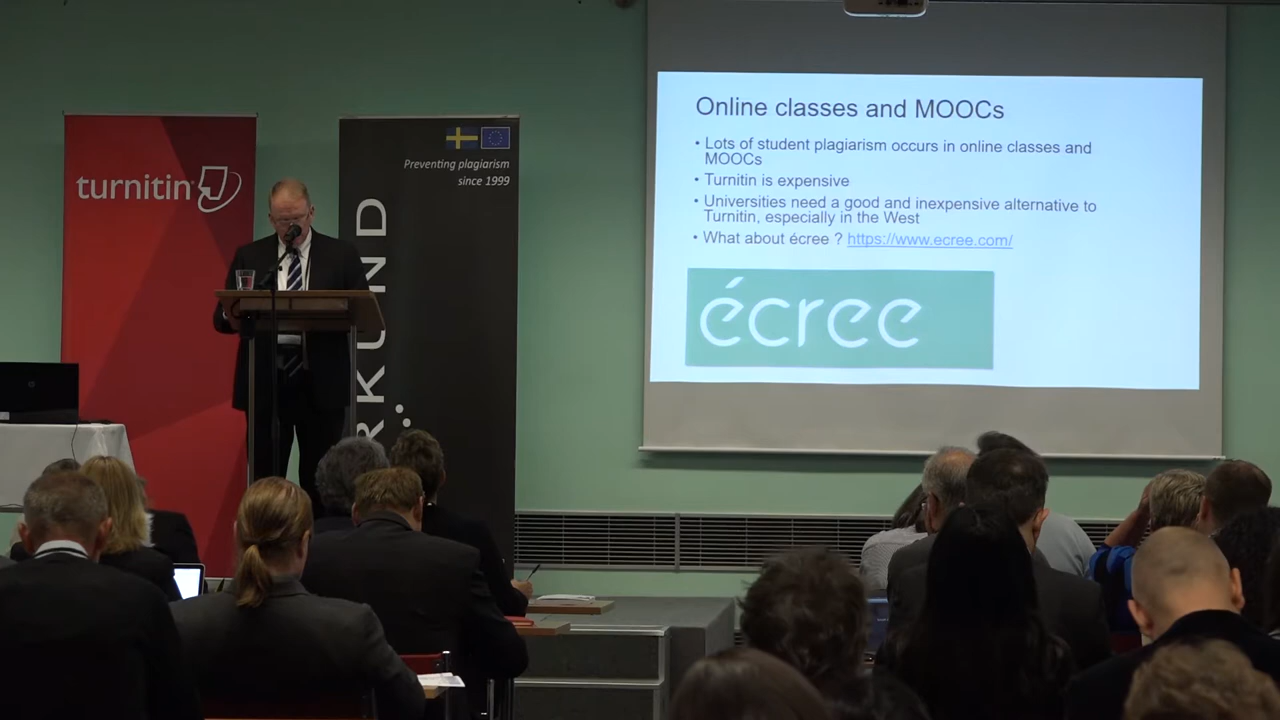 turnitin
Preventing plagiarism
since 1999
Online classes and MOOCs
• Lots of student plagiarism occurs in online classes and
MOOCs
• Turnitin is expensive
• Universities need a good and inexpensive alternative to
Turnitin, especially in the West
• What about écree ? https://www.ecree.com/
écree